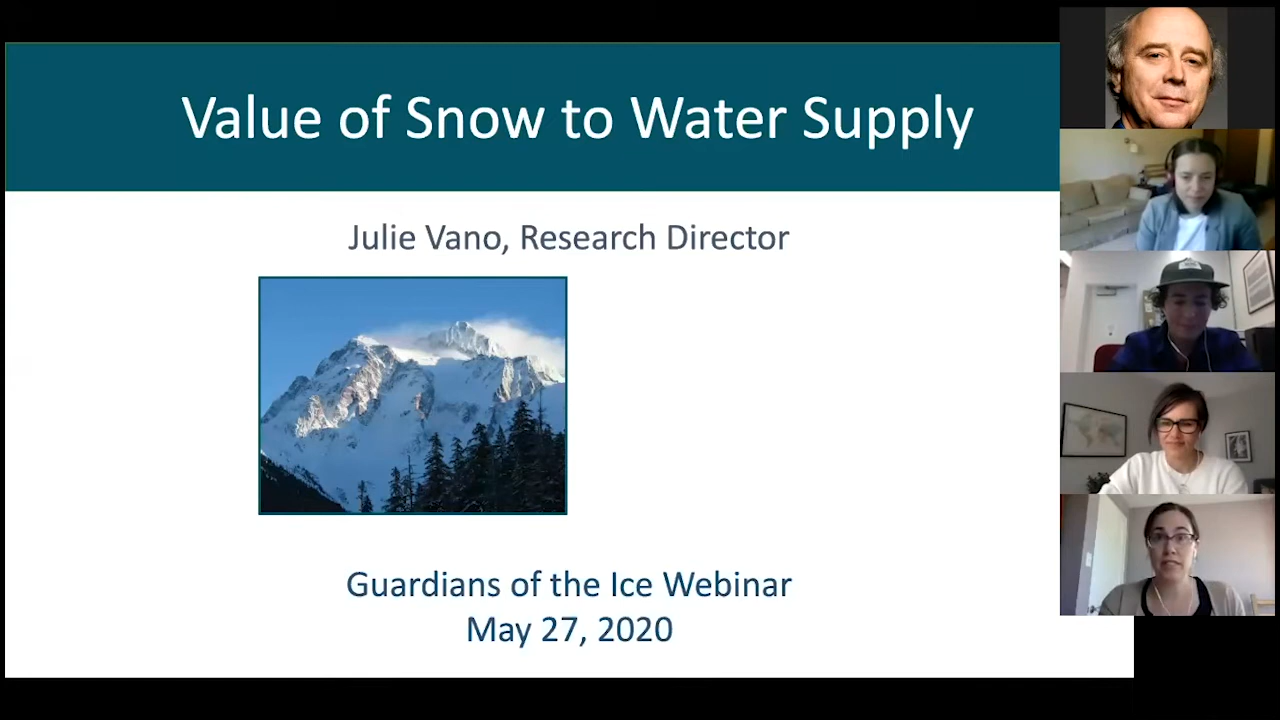 Value of Snow to Water Supply
Julie Vano, Research Director
Guardians of the Ice Webinar
May 27, 2020